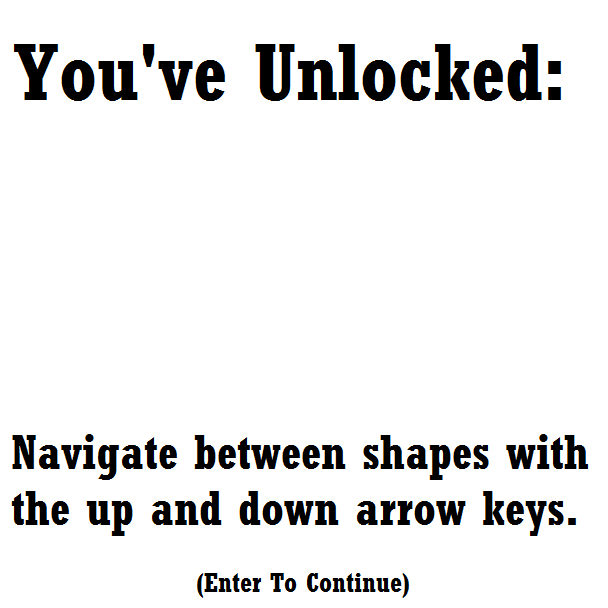 You've Unlocked:
Navigate between shapes with
the up and down arrow keys.
(Enter To Continue)